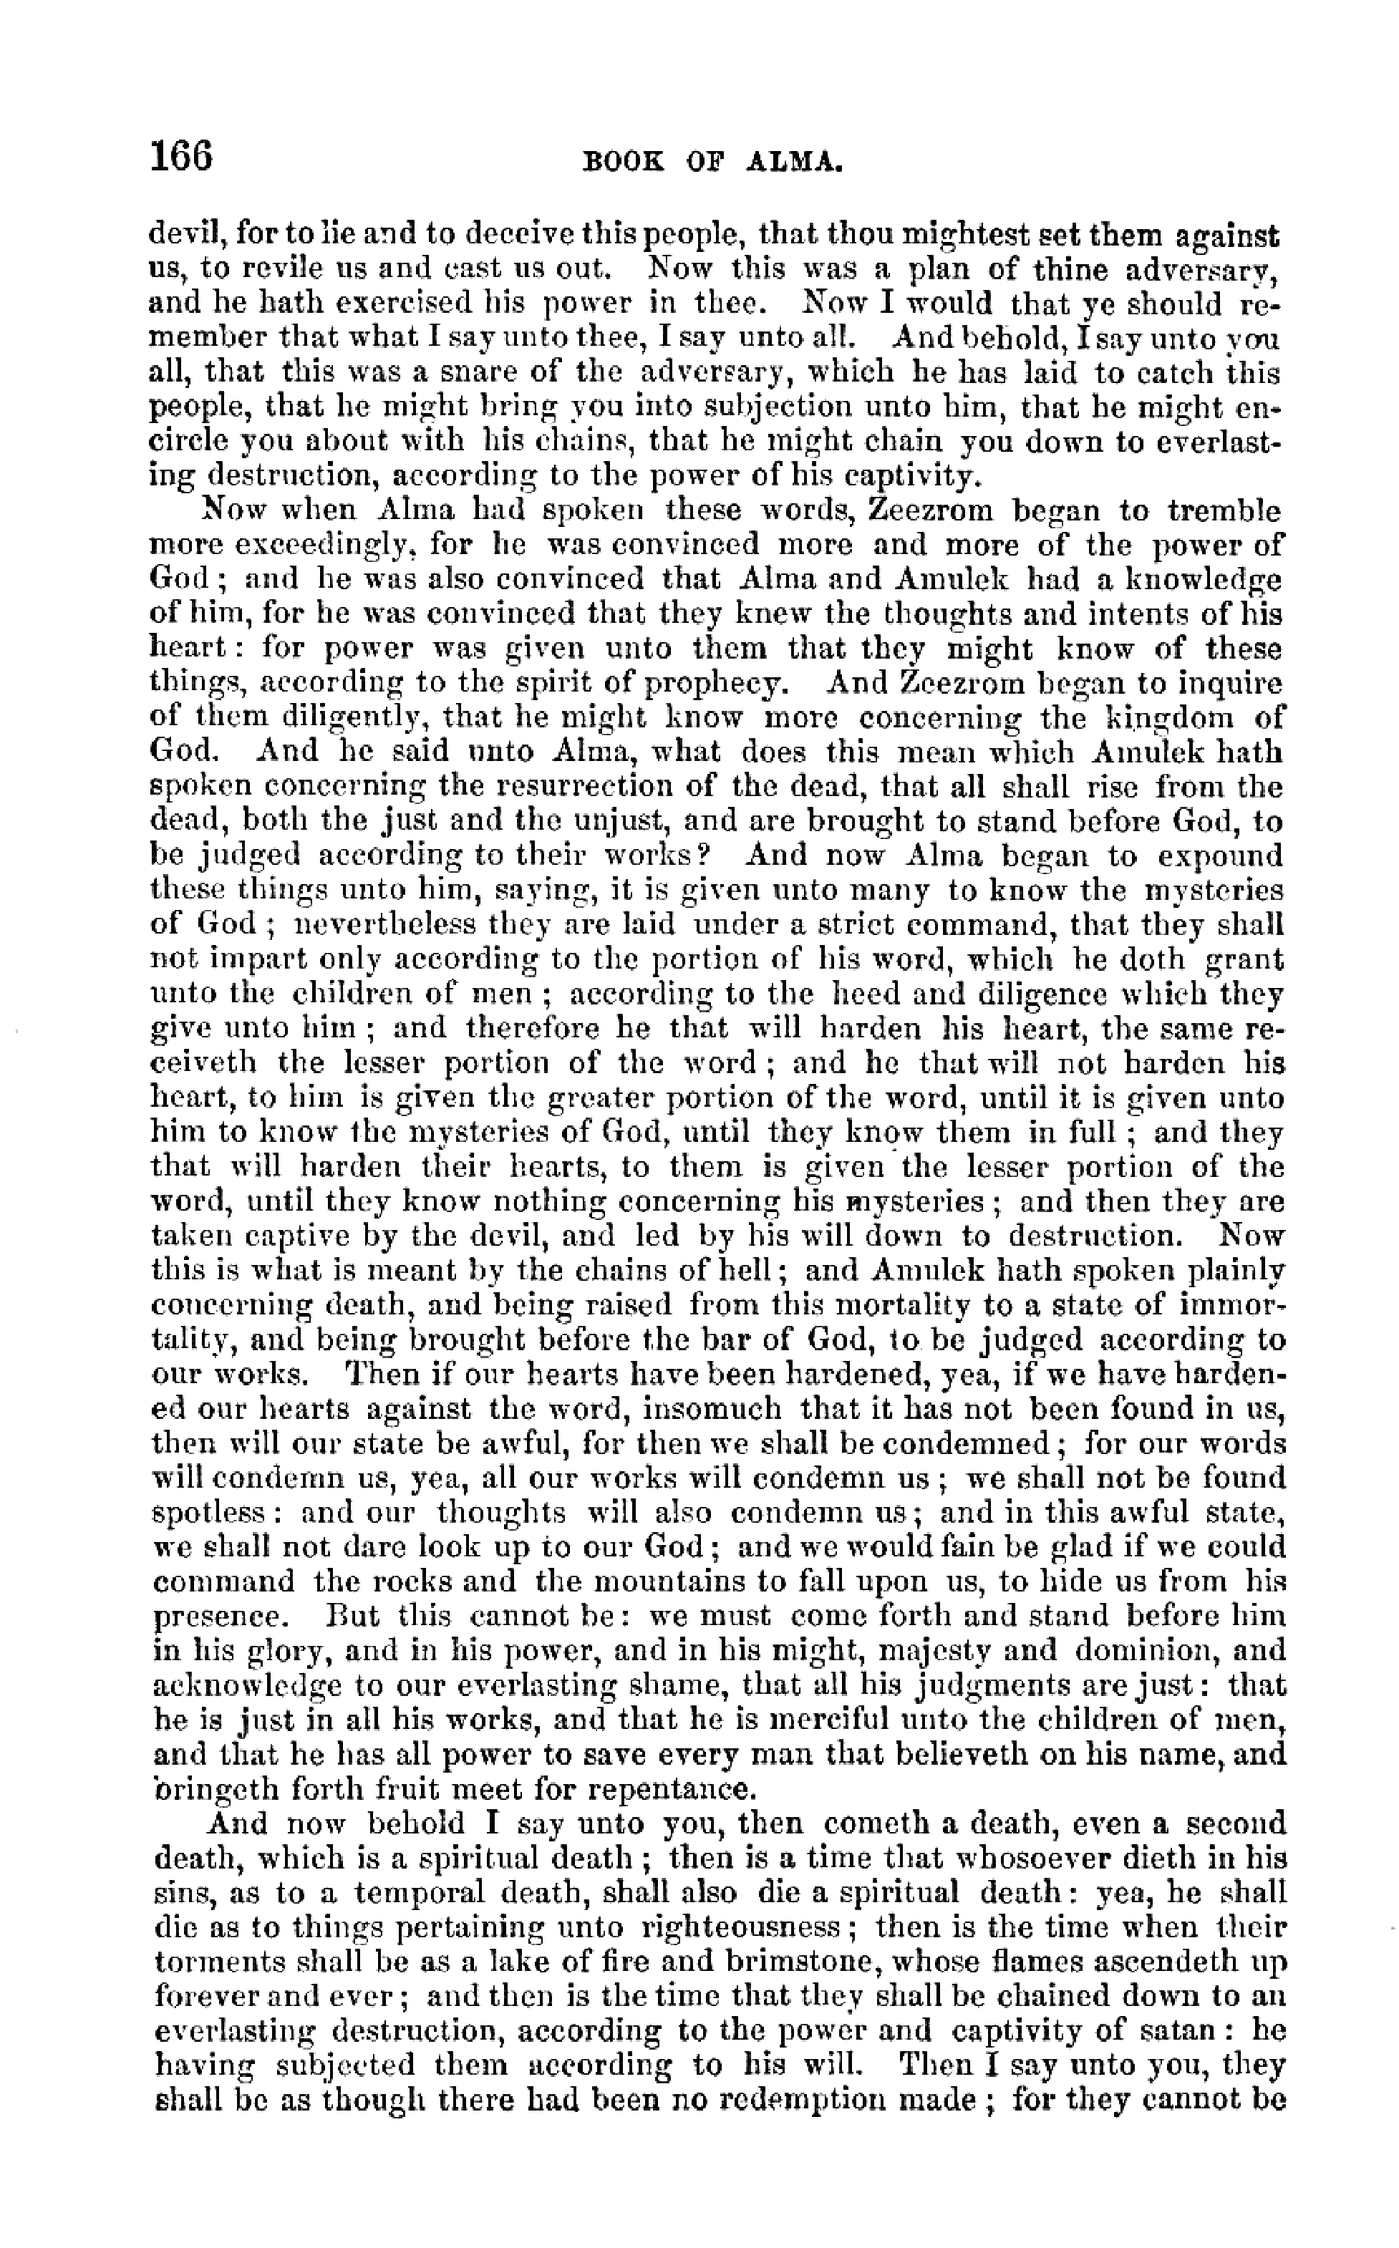 166 BOOK OF ALMA.
devil, for to lie and to deceive this people, that thou mightest set them against
us, to revile us and cast us out. Now this was a plan of thine adversary,
and he hath exercised his power in thee. Now I would that ye should re-
member that what I say unto thee, I say unto all. And behold, I say unto you
all, that this was a snare of the adversary, which he has laid to catch this
people, that he might bring you into subjection unto him, that he might en-
circle you about with his chains, that he might chain you down to everlast-
ing destruction, according to the power of his captivity.
Now when Alma had spoken these words, Zeezrom began to tremble
more exceedingly, for he was convinced more and more of the power of
God; and he was also convinced that Alma and Amulek had a knowledge
of him, for he was convinced that they knew the thoughts and intents of his
heart: for power was given unto them that they might know of these
things, according to the spirit of prophecy. And Zeezrom began to inquire
of them diligently, that he might know more concerning the kingdom of
God. And he said unto Alma, what does this mean which Amulek hath
spoken concerning the resurrection of the dead, that all shall rise from the
dead, both the just and the unjust, and are brought to stand before God, to
be judged according to their works? And now Alma began to expound
these things unto him, saying, it is given unto many to know the mysteries
of God; nevertheless they are laid under a strict command, that they shall
not impart only according to the portion of his word, which he doth grant
unto the children of men; according to the heed and diligence which they
give unto him; and therefore he that will harden his heart, the same re-
ceiveth the lesser portion of the word; and he that will not harden his
heart, to him is given the greater portion of the word, until it is given unto
him to know the mysteries of God, until they know them in full; and they
that will harden their hearts, to them is given the lesser portion of the
word, until they know nothing concerning his mysteries; and then they are
taken captive by the devil, and led by his will down to destruction. Now
this is what is meant by the chains of hell; and Amulek hath spoken plainly
concerning death, and being raised from this mortality to a state of immor-
tality, and being brought before the bar of God, to be judged according to
our works. Then if our hearts have been hardened, yea, if we have harden-
ed our hearts against the word, insomuch that it has not been found in us,
then will our state be awful, for then we shall be condemned; for our words
will condemn us, yea, all our works will condemn us; we shall not be found
spotless: and our thoughts will also condemn us; and in this awful state,
we shall not dare look up to our God; and we would fain be glad if we could
command the rocks and the mountains to fall upon us, to hide us from his
presence. But this cannot be: we must come forth and stand before him
in his glory, and in his power, and in his might, majesty and dominion, and
acknowledge to our everlasting shame, that all his judgments are just: that
he is just in all his works, and that he is merciful unto the children of men,
and that he has all power to save every man that believeth on his name, and
bringeth forth fruit meet for repentance.
And now behold I say unto you, then cometh a death, even a second
death, which is a spiritual death; then is a time that whosoever dieth in his
sins, as to a temporal death, shall also die a spiritual death: yea, he shall
die as to things pertaining unto righteousness; then is the time when their
torments shall be as a lake of fire and brimstone, whose flames ascendeth up
forever and ever; and then is the time that they shall be chained down to an
everlasting destruction, according to the power and captivity of satan: he
having subjected them according to his will. Then I say unto you, they
shall be as though there had been no redemption made; for they cannot be